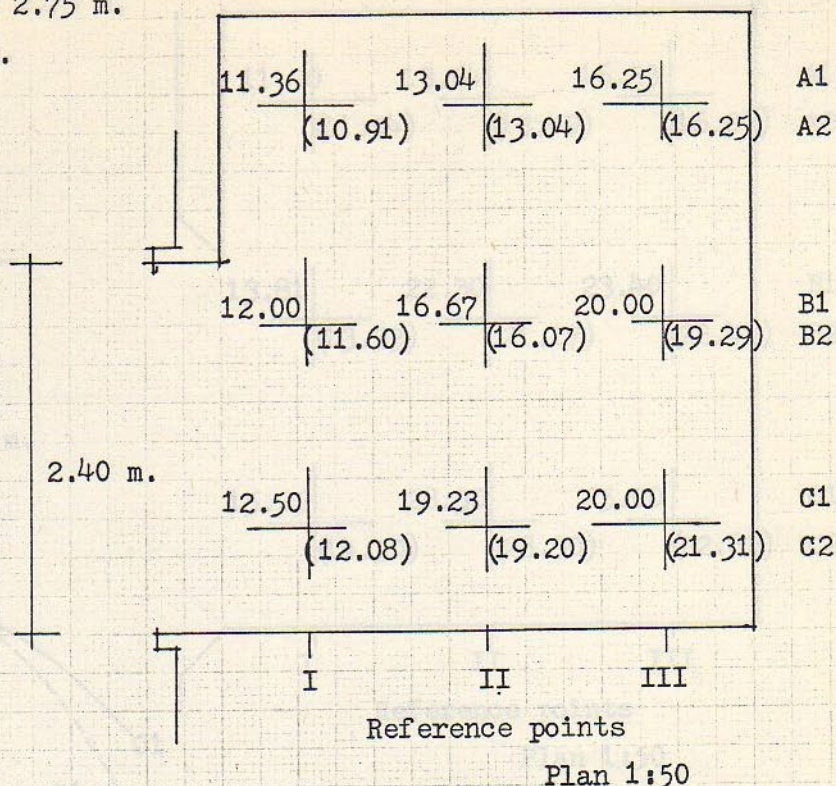 2.75 m.
11.36 13.04 16.25 A1
(10.91) (13.04) (16.25) A2
12.00 16.67 20.00 B1
(11.60) (16.07) (19.29) B2
2.40 m.
12.50 19.23 20.00 C1
(12.08) (19.20) (21.31) C2
I II III
Reference points
Plan 1:50